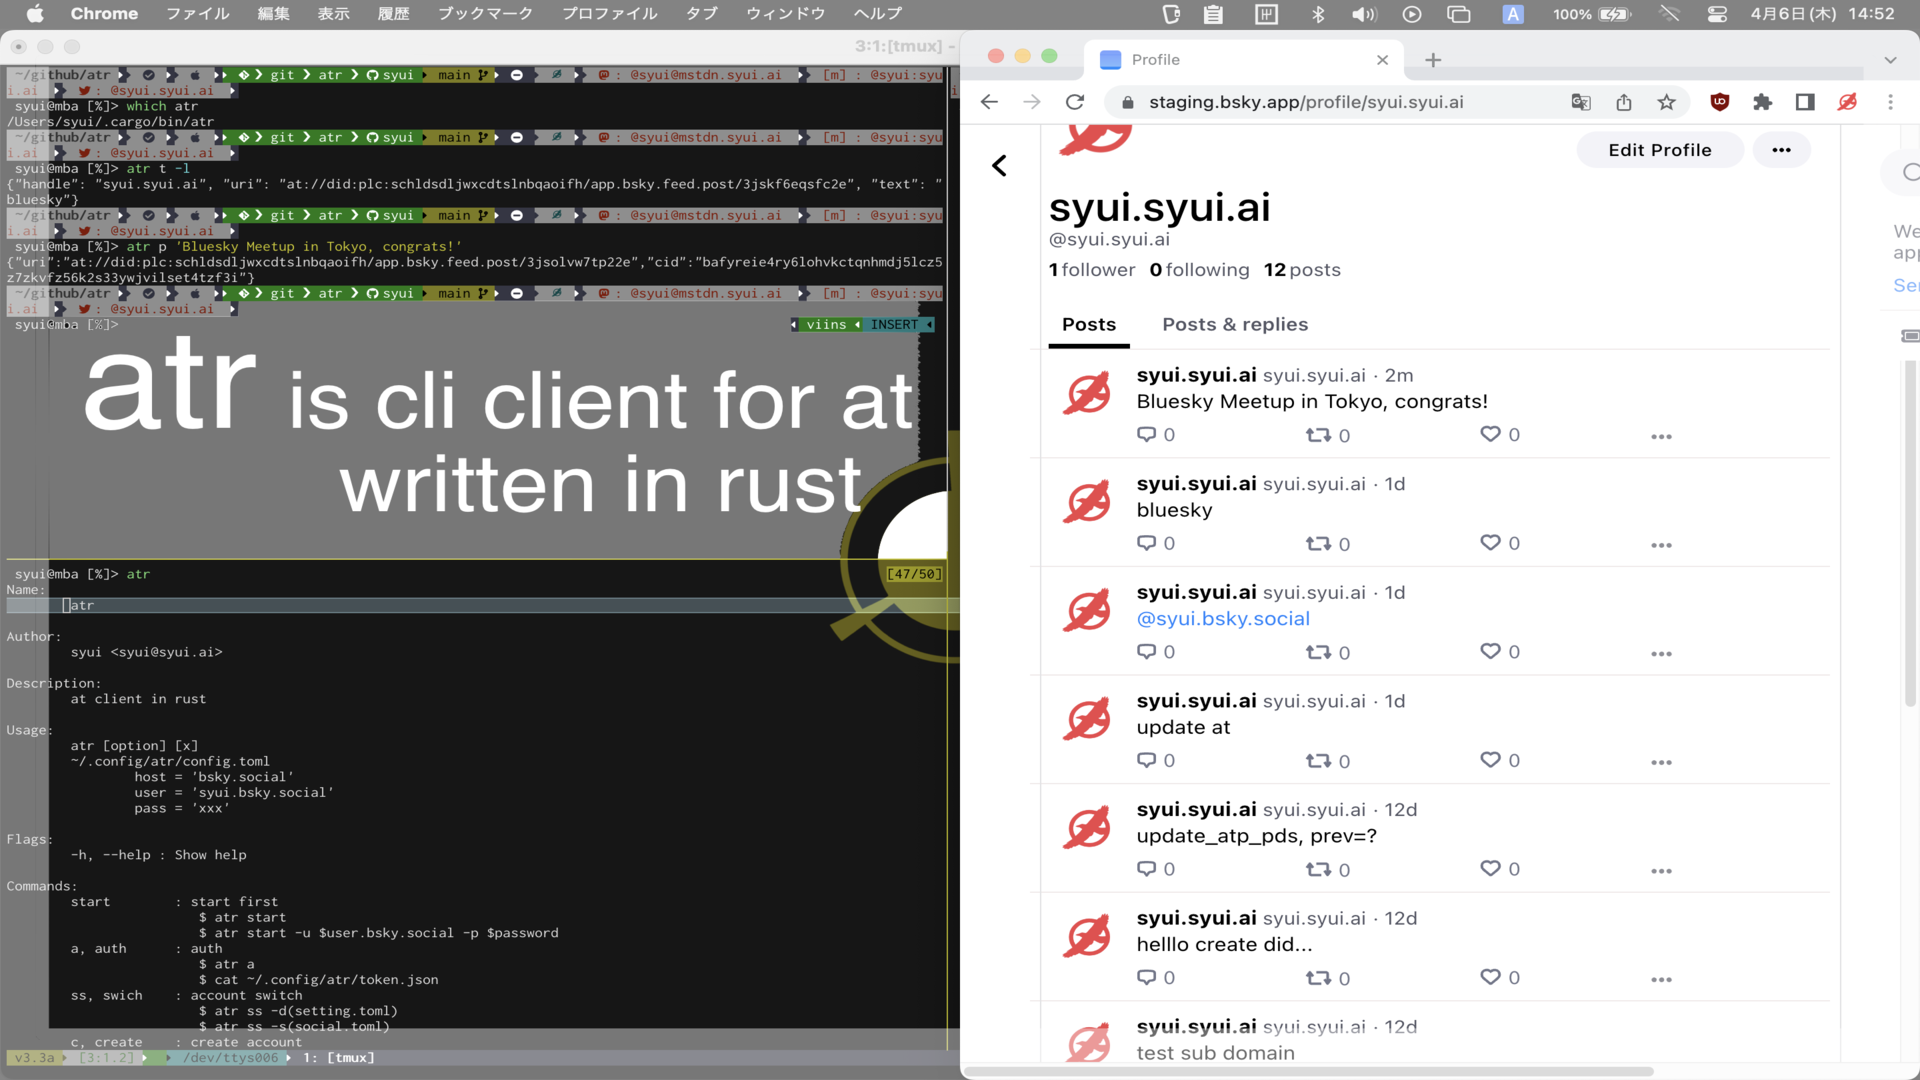 Chrome ファイル 編集 表示 履歴 ブックマーク プロファイル タブ ウィンドウ ヘルプ A 100% 4月6日(木) 14:52
3:1:[tmux] -
~/github/atr git atr syui main : @syui@mstdn.syui.ai [m] : @syui:syu
i.ai : @syui.syui.ai
syui@mba [%]> which atr
/Users/syui/.cargo/bin/atr
~/github/atr git atr syui main : @syui@mstdn.syui.ai [m] : @syui:syu
i.ai : @syui.syui.ai
syui@mba [%]> atr t -l
{"handle": "syui.syui.ai", "uri": "at://did:plc:schldsdljwxcdtslnbqaoifh/app.bsky.feed.post/3jskf6eqsfc2e", "text": "
bluesky"}
~/github/atr git atr syui main : @syui@mstdn.syui.ai [m] : @syui:syu
i.ai : @syui.syui.ai
syui@mba [%]> atr p 'Bluesky Meetup in Tokyo, congrats!'
{"uri":"at://did:plc:schldsdljwxcdtslnbqaoifh/app.bsky.feed.post/3jsolvw7tp22e","cid":"bafyreie4ry6lohvkctqnhmdj5lcz5
z7zkvfz56k2s33ywjvilset4tzf3i"}
~/github/atr git atr syui main : @syui@mstdn.syui.ai [m] : @syui:syu
i.ai : @syui.syui.ai
syui@mba [%]> viins INSERT
atr is cli client for at
written in rust
syui@mba [%]> atr [47/50]
Name:
atr
Author:
syui <syui@syui.ai>
Description:
at client in rust
Usage:
atr [option] [x]
~/.config/atr/config.toml
host = 'bsky.social'
user = 'syui.bsky.social'
pass = 'xxx'
Flags:
-h, --help : Show help
Commands:
start : start first
$ atr start
$ atr start -u $user.bsky.social -p $password
a, auth : auth
$ atr a
$ cat ~/.config/atr/token.json
ss, swich : account switch
$ atr ss -d(setting.toml)
$ atr ss -s(social.toml)
c, create : create account
v3.3a [3:1.2] /dev/ttys006 1: [tmux]
Profile
staging.bsky.app/profile/syui.syui.ai
Edit Profile
syui.syui.ai
@syui.syui.ai
1 follower 0 following 12 posts
Posts Posts & replies
syui.syui.ai syui.syui.ai · 2m
Bluesky Meetup in Tokyo, congrats!
0 0 0
syui.syui.ai syui.syui.ai · 1d
bluesky
0 0 0
syui.syui.ai syui.syui.ai · 1d
@syui.bsky.social
0 0 0
syui.syui.ai syui.syui.ai · 1d
update at
0 0 0
syui.syui.ai syui.syui.ai · 12d
update_atp_pds, prev=?
0 0 0
syui.syui.ai syui.syui.ai · 12d
helllo create did...
0 0 0
syui.syui.ai syui.syui.ai · 12d
test sub domain
We
app
Ser